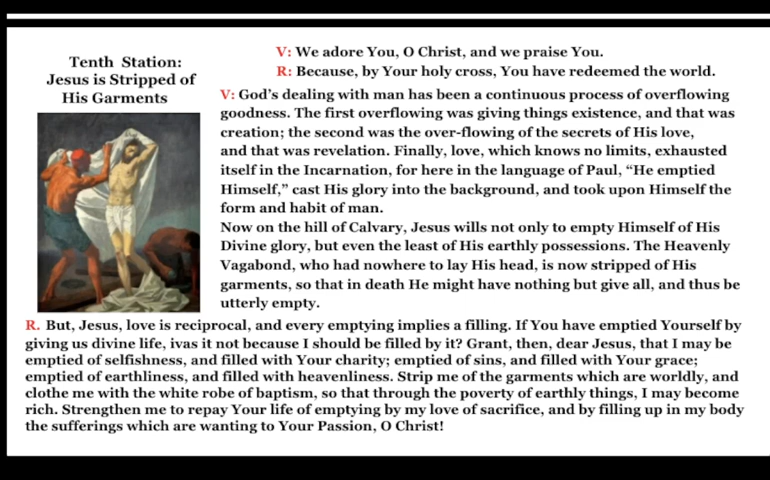 Tenth Station:
Jesus is Stripped of
His Garments
V: We adore You, O Christ, and we praise You.
R: Because, by Your holy cross, You have redeemed the world.
V: God's dealing with man has been a continuous process of overflowing
goodness. The first overflowing was giving things existence, and that was
creation; the second was the over-flowing of the secrets of His love,
and that was revelation. Finally, love, which knows no limits, exhausted
itself in the Incarnation, for here in the language of Paul, “He emptied
Himself,” cast His glory into the background, and took upon Himself the
form and habit of man.
Now on the hill of Calvary, Jesus wills not only to empty Himself of His
Divine glory, but even the least of His earthly possessions. The Heavenly
Vagabond, who had nowhere to lay His head, is now stripped of His
garments, so that in death He might have nothing but give all, and thus be
utterly empty.
R. But, Jesus, love is reciprocal, and every emptying implies a filling. If You have emptied Yourself by
giving us divine life, ivas it not because I should be filled by it? Grant, then, dear Jesus, that I may be
emptied of selfishness, and filled with Your charity; emptied of sins, and filled with Your grace;
emptied of earthliness, and filled with heavenliness. Strip me of the garments which are worldly, and
clothe me with the white robe of baptism, so that through the poverty of earthly things, I may become
rich. Strengthen me to repay Your life of emptying by my love of sacrifice, and by filling up in my body
the sufferings which are wanting to Your Passion, O Christ!